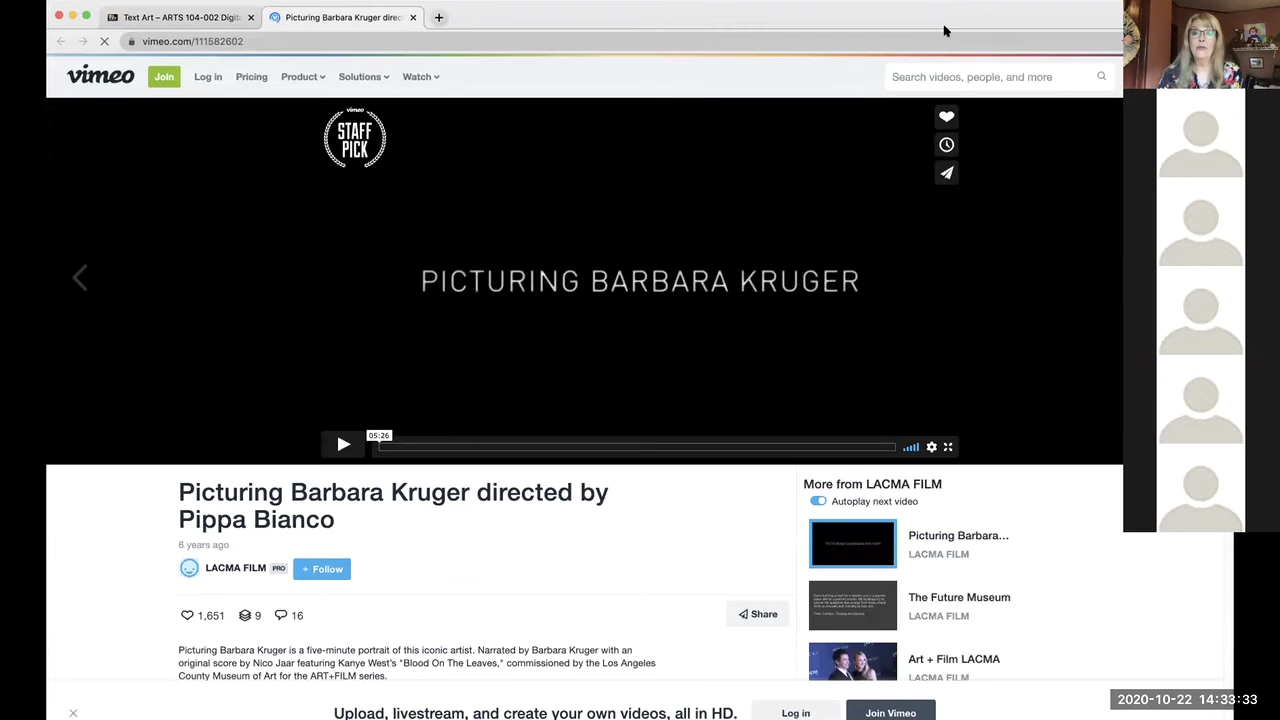 Text Art – ARTS 104-002 Digita
Picturing Barbara Kruger direc
vimeo.com/111582602
vimeo
Join
Log in
Pricing
Product
Solutions
Watch
Search videos, people, and more
vimeo
STAFF
PICK
PICTURING BARBARA KRUGER
05:26
Picturing Barbara Kruger directed by
Pippa Bianco
6 years ago
LACMA FILM PRO
+ Follow
1,651
9
16
Share
Picturing Barbara Kruger is a five-minute portrait of this iconic artist. Narrated by Barbara Kruger with an
original score by Nico Jaar featuring Kanye West's "Blood On The Leaves," commissioned by the Los Angeles
County Museum of Art for the ART+FILM series.
More from LACMA FILM
Autoplay next video
PICTURING BARBARA KRUGER
Picturing Barbara...
LACMA FILM
The Future Museum
LACMA FILM
Art + Film LACMA
LACMA FILM
Upload, livestream, and create your own videos, all in HD.
Log in
Join Vimeo
2020-10-22 14:33:33